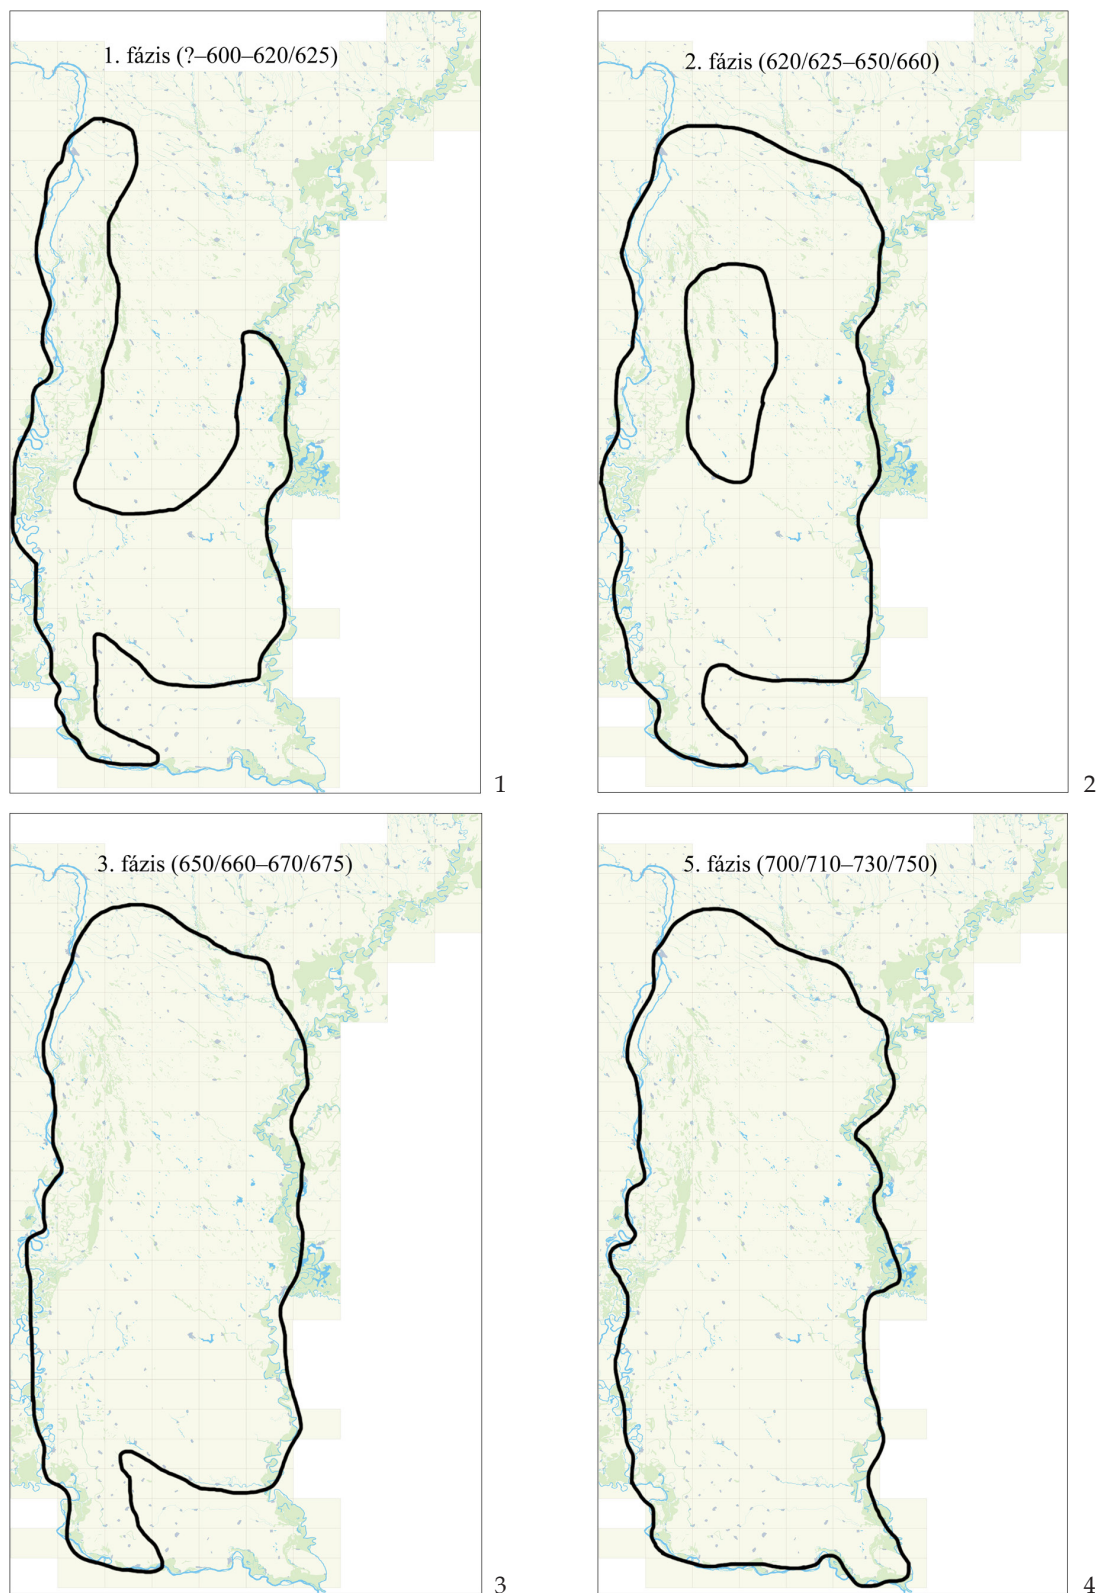 1. fázis (?–600–620/625)
1
2. fázis (620/625–650/660)
2
3. fázis (650/660–670/675)
3
5. fázis (700/710–730/750)
4